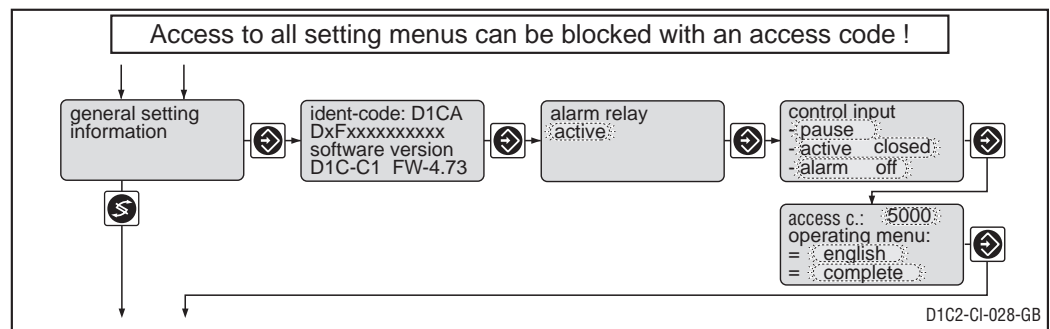 Access to all setting menus can be blocked with an access code !
general setting
information
ident-code: D1CA
DxFxxxxxxxxxx
software version
D1C-C1 FW-4.73
alarm relay
active
control input
- pause
- active closed
- alarm off
access c.: 5000
operating menu:
= english
= complete
D1C2-CI-028-GB